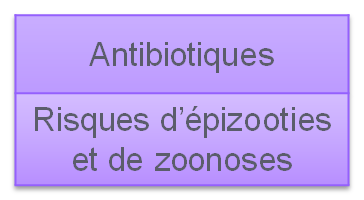 Antibiotiques
Risques d’épizooties
et de zoonoses